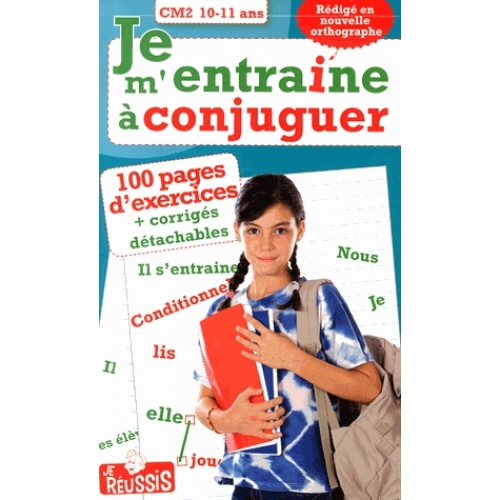 CM2 10-11 ans
Rédigé en
nouvelle
orthographe
Je
m'entraine
à conjuguer
100 pages
d'exercices
+ corrigés
détachables
Il s'entraine
Conditionnel
Nous
Je
lis
Il
elle
es élèv
jou
JE
RÉUSSIS